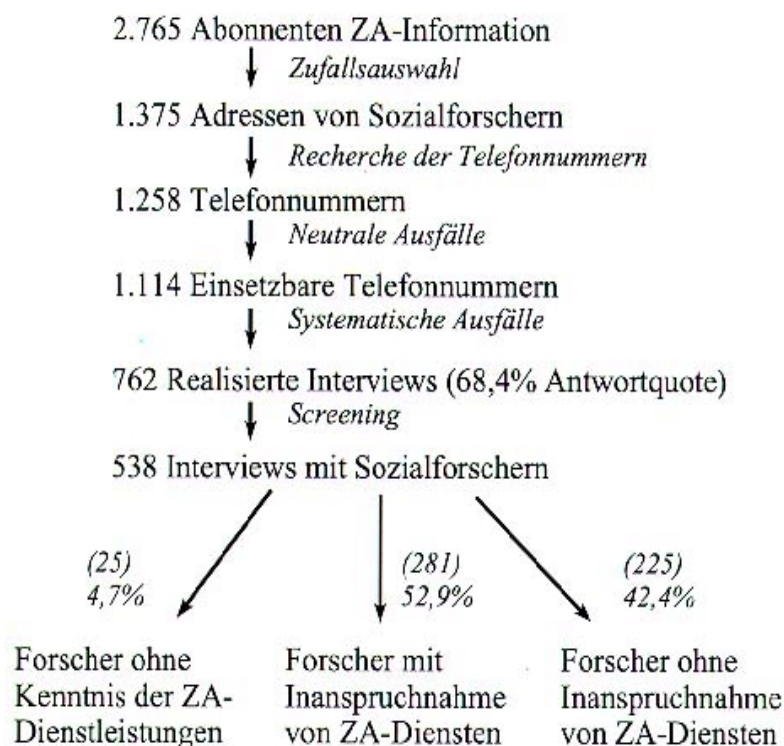 2.765 Abonnenten ZA-Information
Zufallsauswahl
1.375 Adressen von Sozialforschern
Recherche der Telefonnummern
1.258 Telefonnummern
Neutrale Ausfälle
1.114 Einsetzbare Telefonnummern
Systematische Ausfälle
762 Realisierte Interviews (68,4% Antwortquote)
Screening
538 Interviews mit Sozialforschern
(25)
4,7%
(281)
52,9%
(225)
42,4%
Forscher ohne
Kenntnis der ZA-
Dienstleistungen
Forscher mit
Inanspruchnahme
von ZA-Diensten
Forscher ohne
Inanspruchnahme
von ZA-Diensten